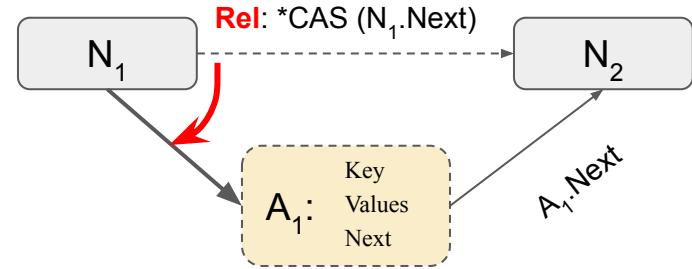 Rel: *CAS (N₁.Next)
N₁
N₂
A₁:
Key
Values
Next
A₁.Next